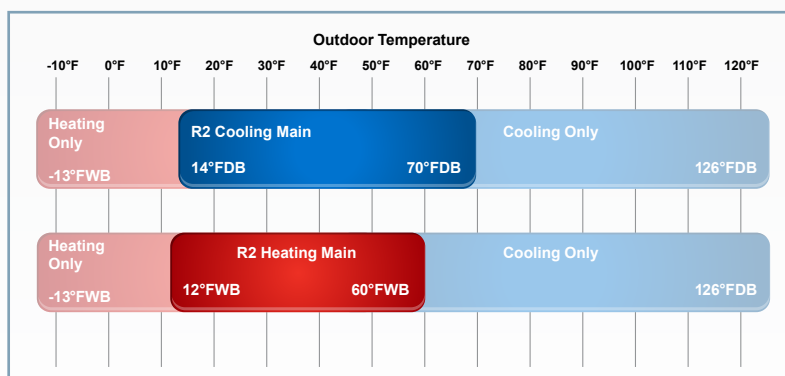 Outdoor Temperature
-10°F 0°F 10°F 20°F 30°F 40°F 50°F 60°F 70°F 80°F 90°F 100°F 110°F 120°F
Heating
Only
R2 Cooling Main
Cooling Only
-13°FWB
14°FDB
70°FDB
126°FDB
Heating
Only
R2 Heating Main
Cooling Only
-13°FWB
12°FWB
60°FWB
126°FDB